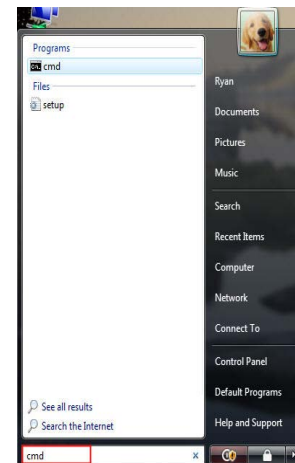 Programs
cmd
Files
setup
See all results
Search the Internet
cmd
Ryan
Documents
Pictures
Music
Search
Recent Items
Computer
Network
Connect To
Control Panel
Default Programs
Help and Support